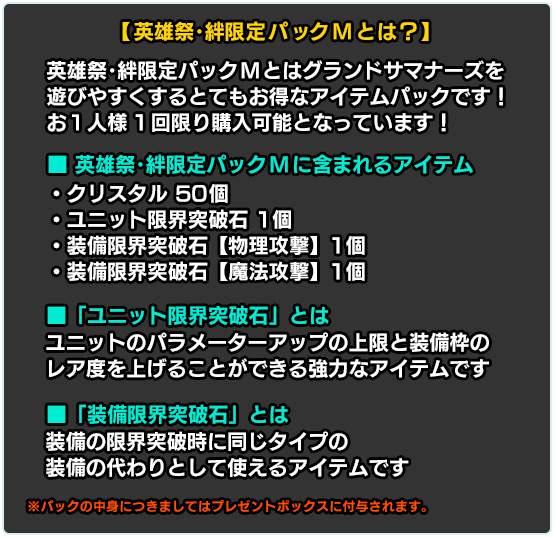 【英雄祭･絆限定パックＭとは？】
英雄祭･絆限定パックＭとはグランドサマナーズを
遊びやすくするとてもお得なアイテムパックです！
お１人様１回限り購入可能となっています！
■ 英雄祭･絆限定パックＭに含まれるアイテム
・クリスタル 50個
・ユニット限界突破石 1個
・装備限界突破石【物理攻撃】1個
・装備限界突破石【魔法攻撃】1個
■「ユニット限界突破石」とは
ユニットのパラメーターアップの上限と装備枠の
レア度を上げることができる強力なアイテムです
■「装備限界突破石」とは
装備の限界突破時に同じタイプの
装備の代わりとして使えるアイテムです
※パックの中身につきましてはプレゼントボックスに付与されます。